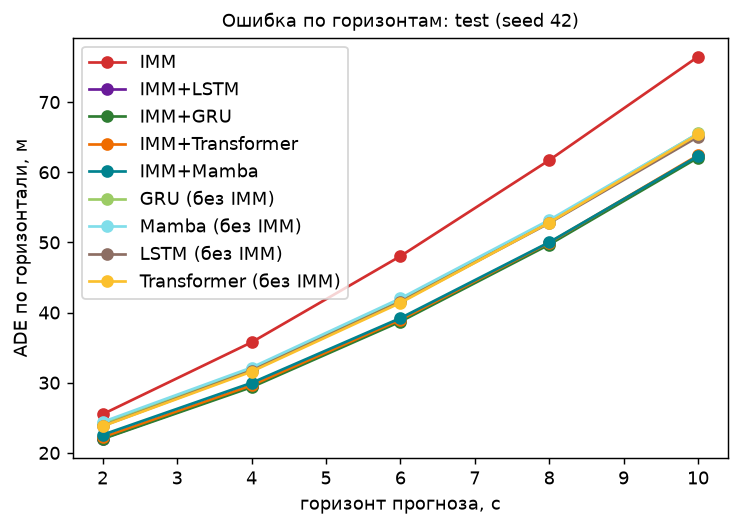 Ошибка по горизонтам: test (seed 42)
IMM
IMM+LSTM
IMM+GRU
IMM+Transformer
IMM+Mamba
GRU (без IMM)
Mamba (без IMM)
LSTM (без IMM)
Transformer (без IMM)
ADE по горизонтали, м
70
60
50
40
30
20
2 3 4 5 6 7 8 9 10
горизонт прогноза, с